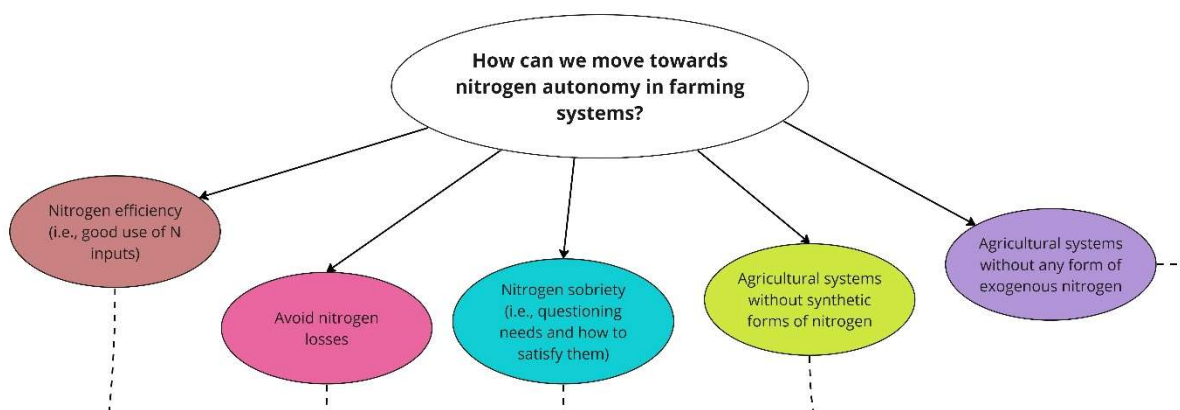 How can we move towards
nitrogen autonomy in farming
systems?
Nitrogen efficiency
(i.e., good use of N
inputs)
Avoid nitrogen
losses
Nitrogen sobriety
(i.e., questioning
needs and how to
satisfy them)
Agricultural systems
without synthetic
forms of nitrogen
Agricultural systems
without any form of
exogenous nitrogen